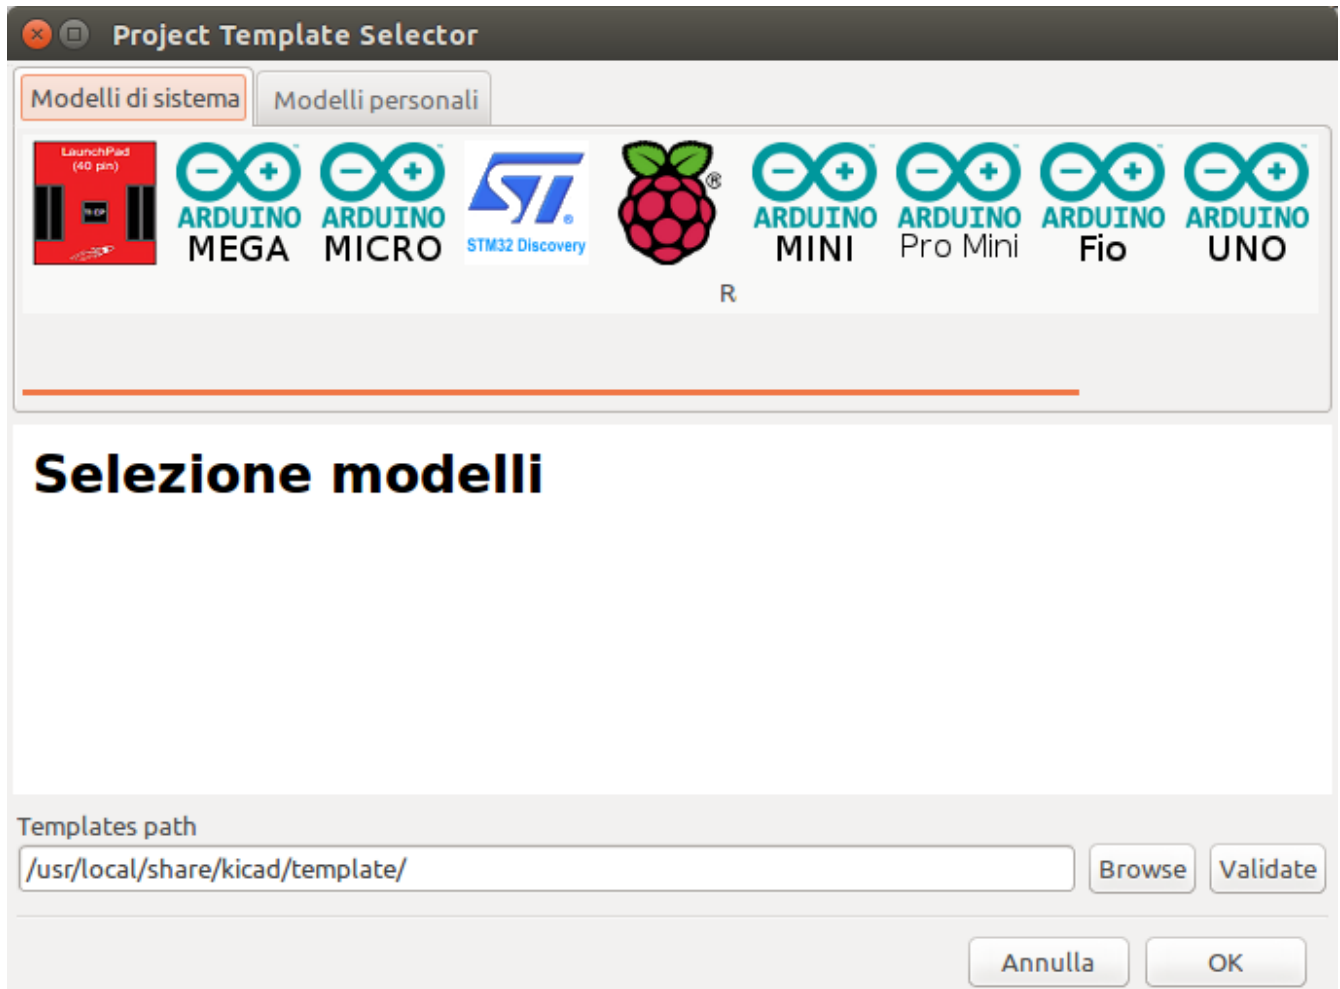 Project Template Selector
Modelli di sistema
Modelli personali
LaunchPad
(40 pin)
ARDUINO
MEGA
ARDUINO
MICRO
STM32 Discovery
®
ARDUINO
MINI
ARDUINO
Pro Mini
ARDUINO
Fio
ARDUINO
UNO
R
Selezione modelli
Templates path
/usr/local/share/kicad/template/
Browse
Validate
Annulla
OK